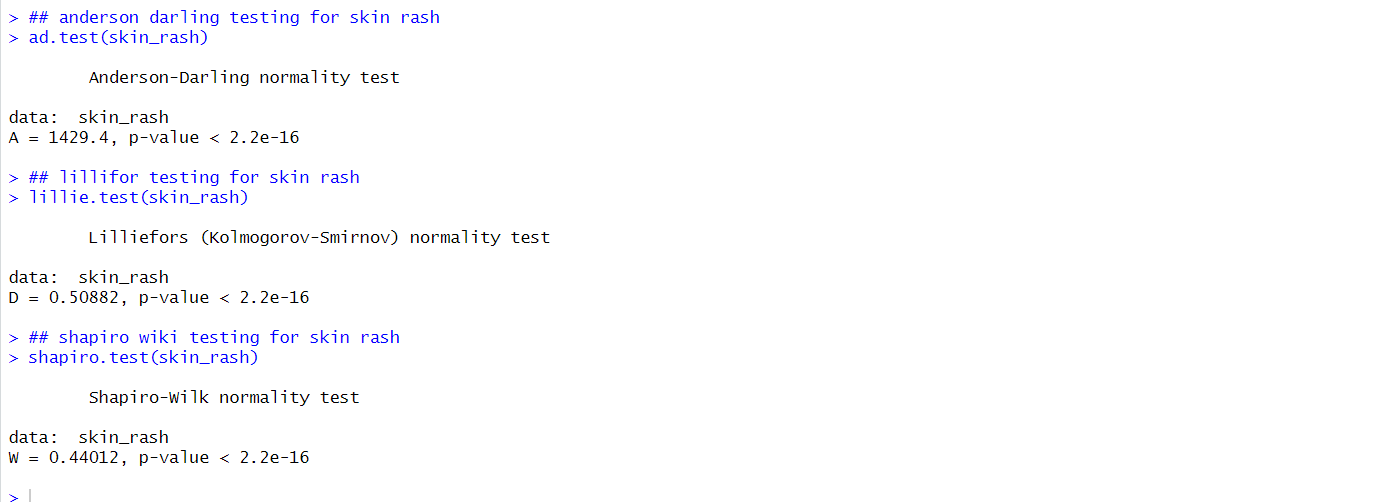 > ## anderson darling testing for skin rash
> ad.test(skin_rash)
Anderson-Darling normality test
data:  skin_rash
A = 1429.4, p-value < 2.2e-16
> ## lillifor testing for skin rash
> lillie.test(skin_rash)
Lilliefors (Kolmogorov-Smirnov) normality test
data:  skin_rash
D = 0.50882, p-value < 2.2e-16
> ## shapiro wiki testing for skin rash
> shapiro.test(skin_rash)
Shapiro-Wilk normality test
data:  skin_rash
W = 0.44012, p-value < 2.2e-16
>